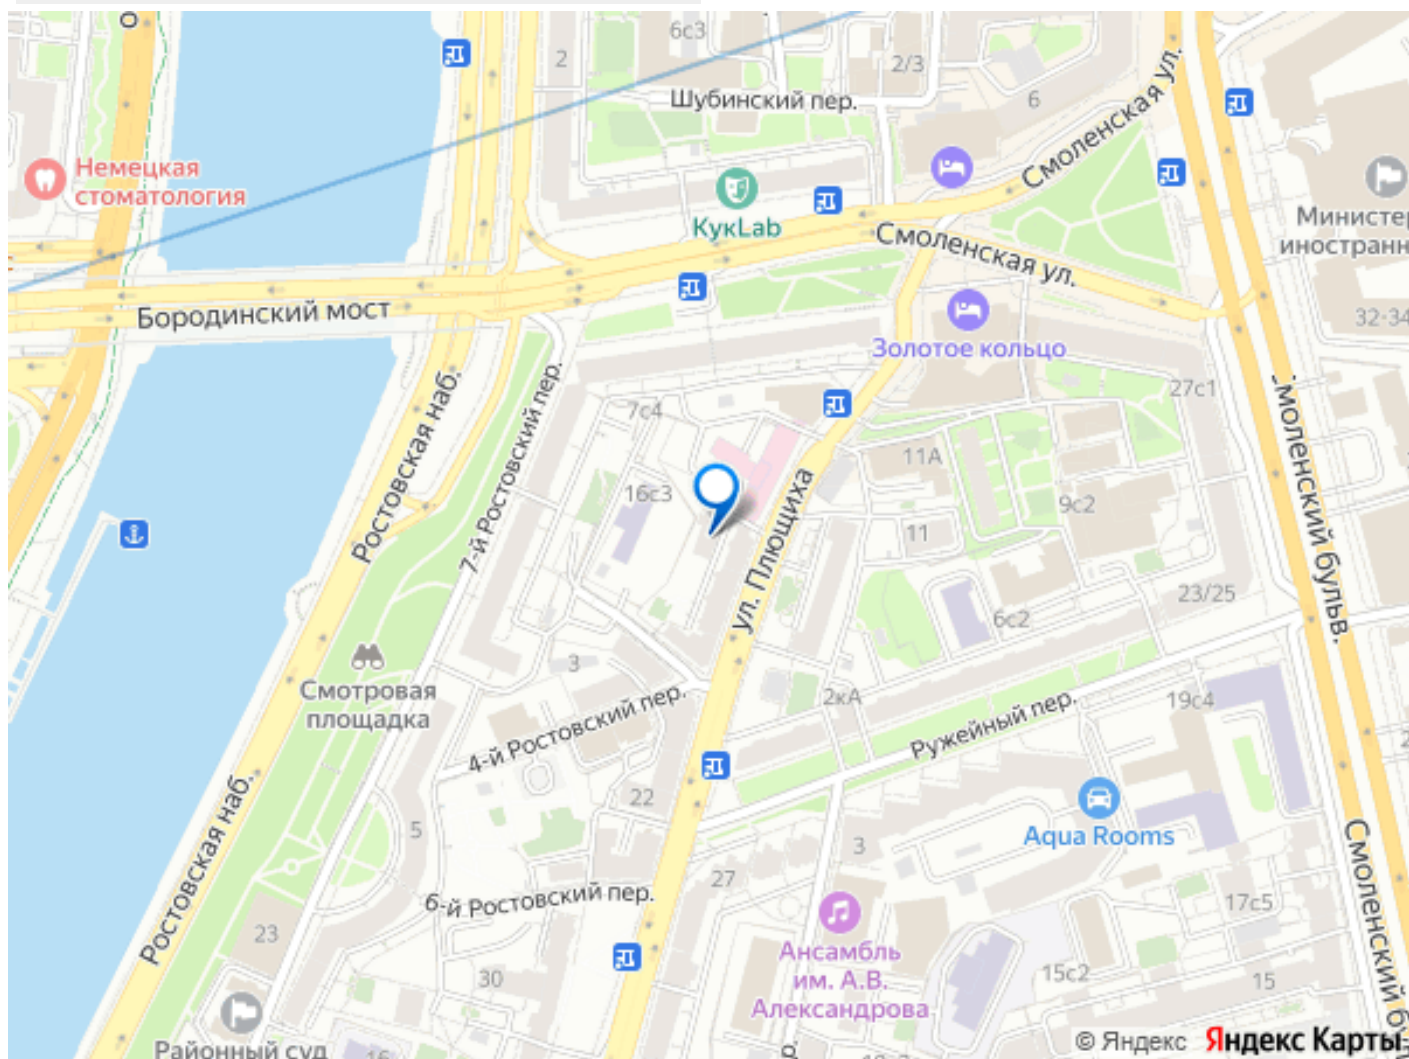 6с3
2
2/3
Шубинский пер.
6
Смоленская ул.
Немецкая
стоматология
КукLab
Министер
иностранн
Смоленская ул.
Бородинский мост
32-34
Золотое кольцо
27с1
Ростовская наб.
7-й Ростовский пер.
7с4
11А
16с3
9с2
ул. Плющиха
11
Смоленский бульв.
23/25
6с2
3
Смотровая
площадка
2кА
19с4
4-й Ростовский пер.
Ружейный пер.
2
22
5
Aqua Rooms
3
Ростовская наб.
27
6-й Ростовский пер.
17с5
Смоленский б
23
Ансамбль
им. А.В.
Александрова
30
15с2
15
Районный суд
16
© Яндекс Яндекс Карты